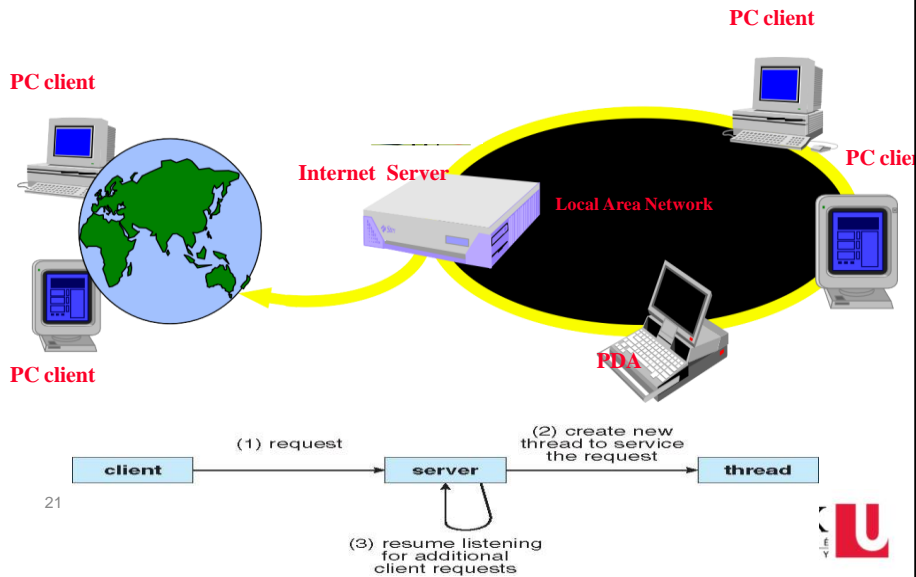 PC client
PC client
PC clien
Internet Server
Local Area Network
PDA
PC client
(1) request
(2) create new
thread to service
the request
client
server
thread
21
(3) resume listening
for additional
client requests
U